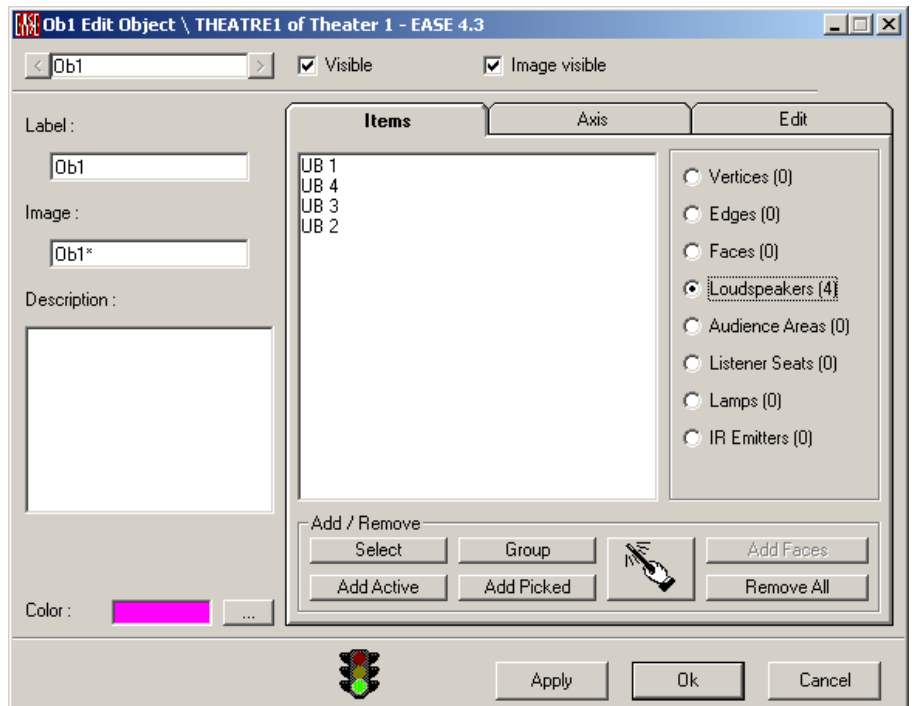 Ob1 Edit Object \ THEATRE1 of Theater 1 - EASE 4.3
< Ob1 > Visible Image visible
Label :
Ob1
Image :
Ob1*
Description :
Color :
...
Items Axis Edit
UB 1
UB 4
UB 3
UB 2
Vertices (0)
Edges (0)
Faces (0)
Loudspeakers (4)
Audience Areas (0)
Listener Seats (0)
Lamps (0)
IR Emitters (0)
Add / Remove
Select Group Add Faces
Add Active Add Picked Remove All
Apply Ok Cancel